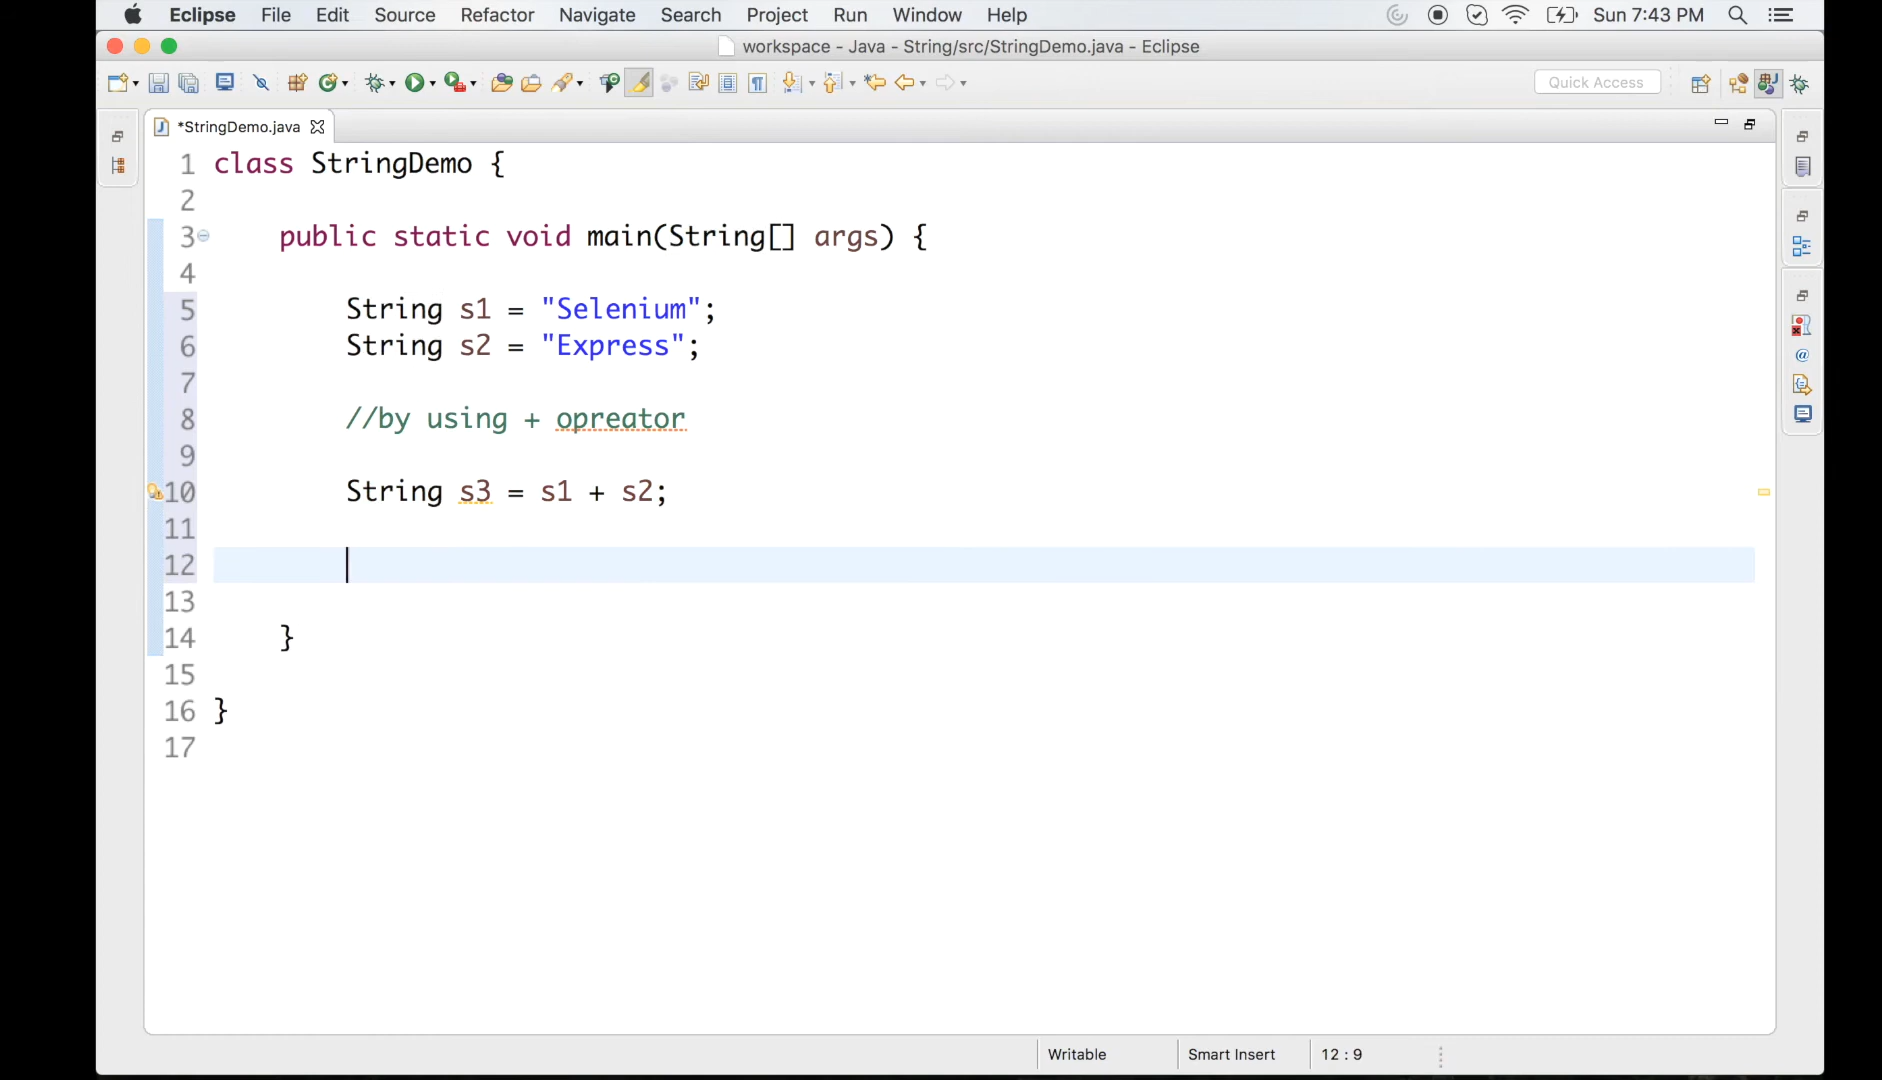 Eclipse File Edit Source Refactor Navigate Search Project Run Window Help Sun 7:43 PM
workspace - Java - String/src/StringDemo.java - Eclipse
Quick Access
*StringDemo.java
1 class StringDemo {
2
3 public static void main(String[] args) {
4
5 String s1 = "Selenium";
6 String s2 = "Express";
7
8 //by using + opreator
9
10 String s3 = s1 + s2;
11
12
13
14 }
15
16 }
17
Writable Smart Insert 12 : 9